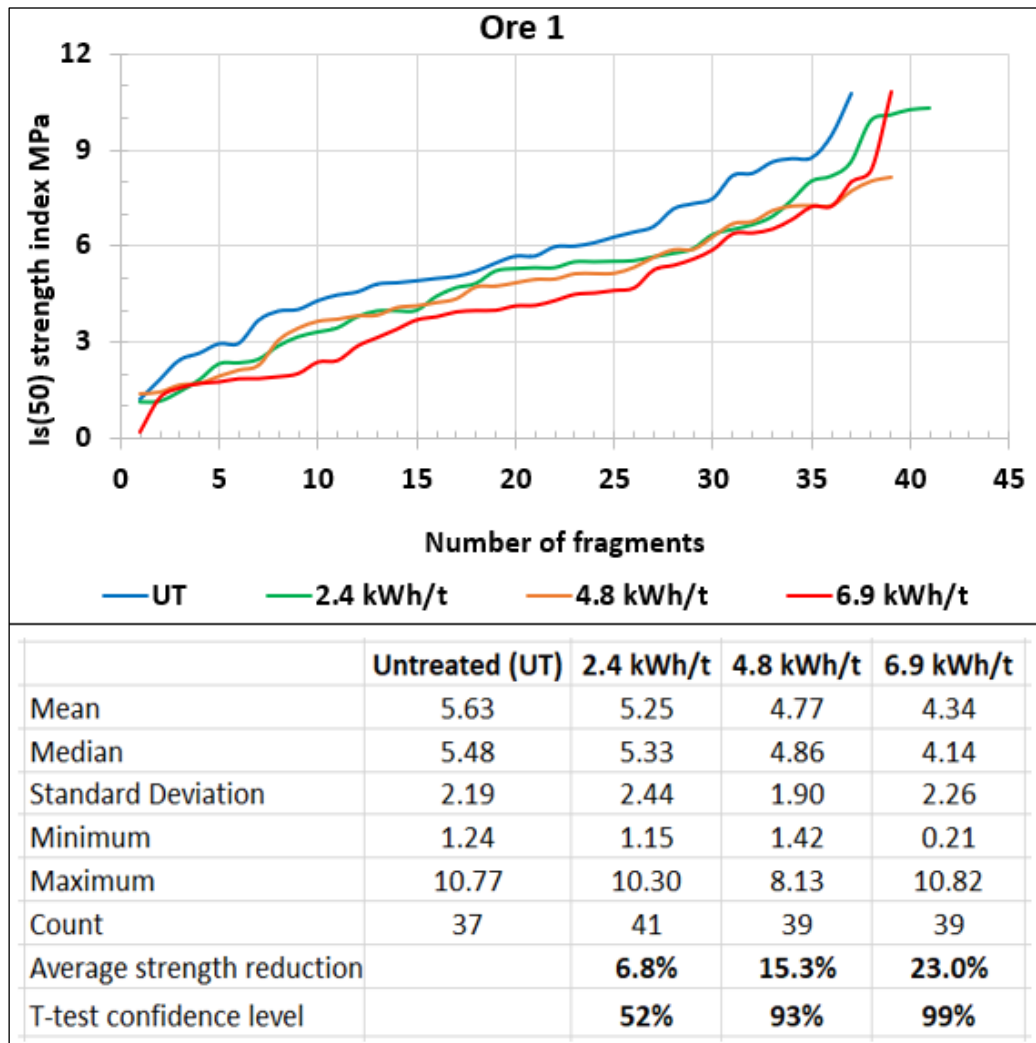 Ore 1
12
9
6
3
0
Is(50) strength index MPa
0 5 10 15 20 25 30 35 40 45
Number of fragments
UT 2.4 kWh/t 4.8 kWh/t 6.9 kWh/t
Untreated (UT) 2.4 kWh/t 4.8 kWh/t 6.9 kWh/t
Mean 5.63 5.25 4.77 4.34
Median 5.48 5.33 4.86 4.14
Standard Deviation 2.19 2.44 1.90 2.26
Minimum 1.24 1.15 1.42 0.21
Maximum 10.77 10.30 8.13 10.82
Count 37 41 39 39
Average strength reduction 6.8% 15.3% 23.0%
T-test confidence level 52% 93% 99%